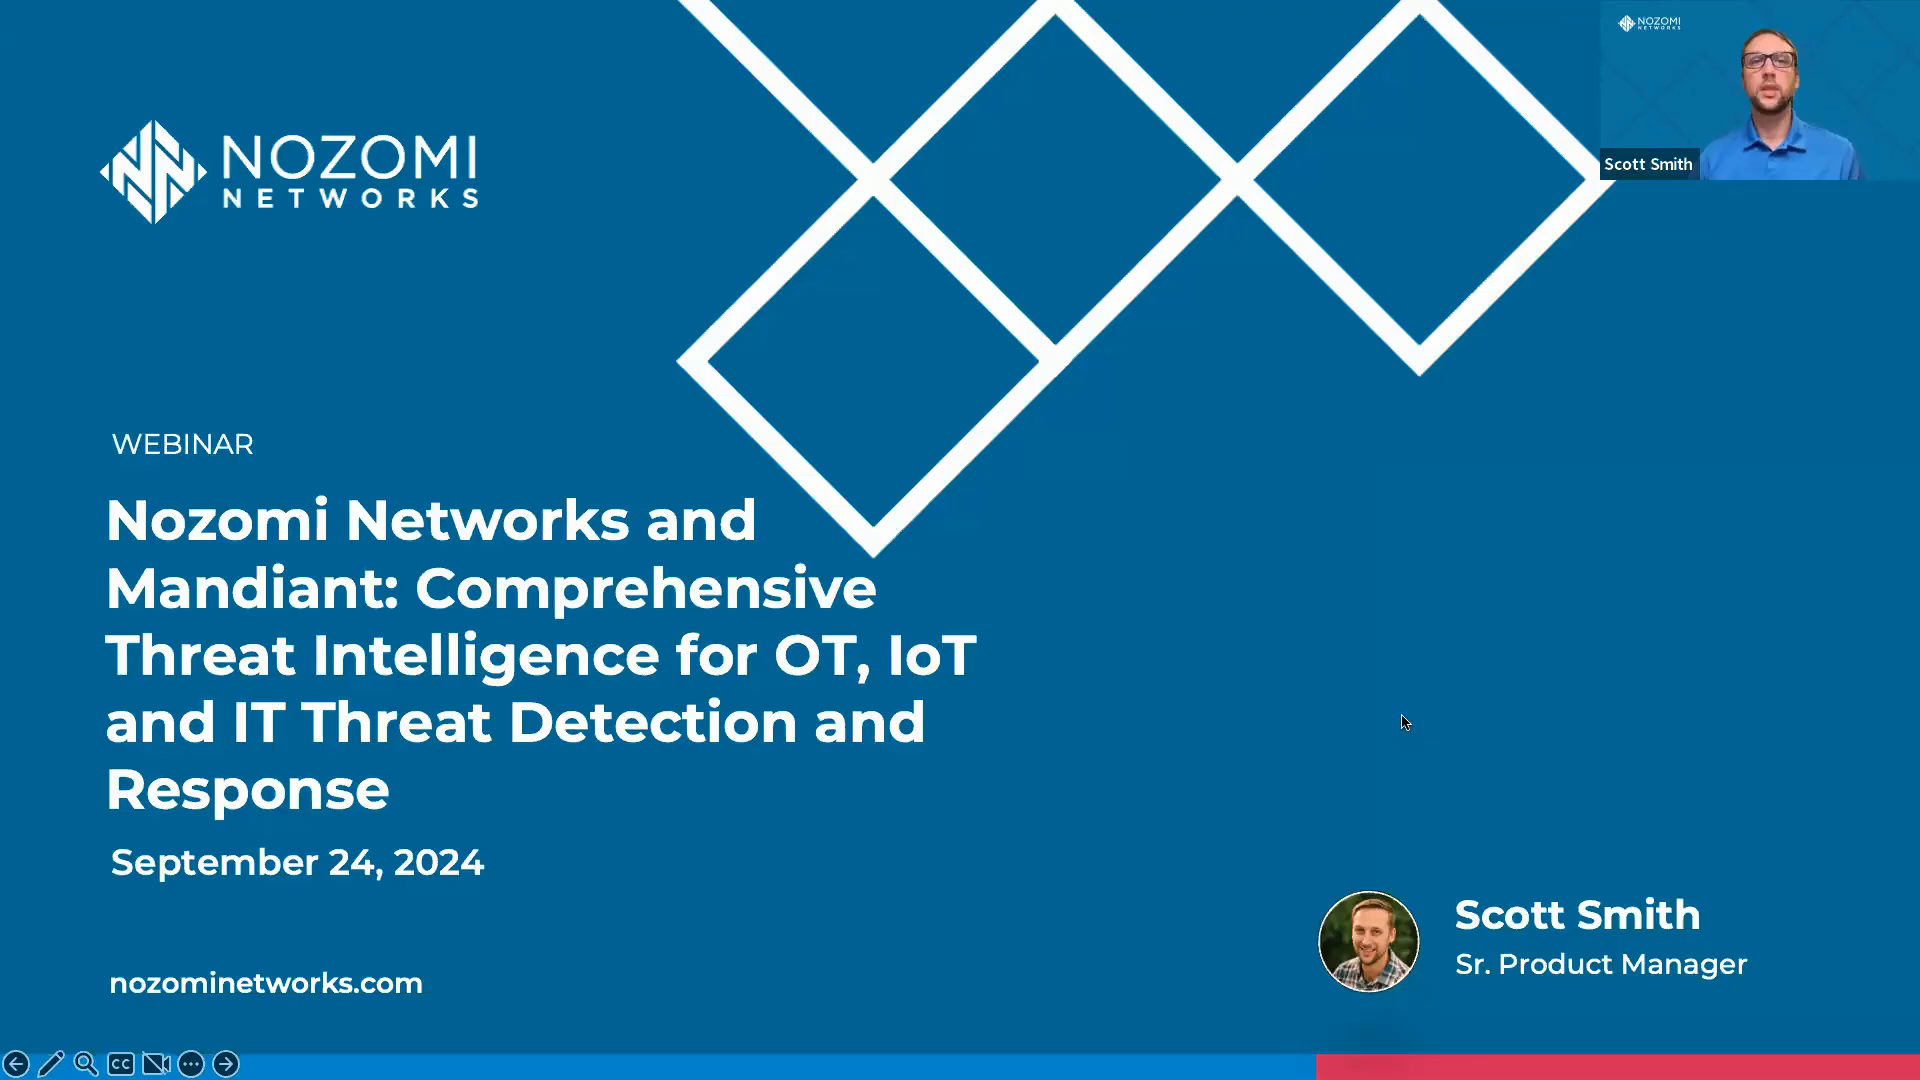 NOZOMI
NETWORKS
NOZOMI
NETWORKS
Scott Smith
WEBINAR
Nozomi Networks and
Mandiant: Comprehensive
Threat Intelligence for OT, IoT
and IT Threat Detection and
Response
September 24, 2024
nozominetworks.com
Scott Smith
Sr. Product Manager
CC